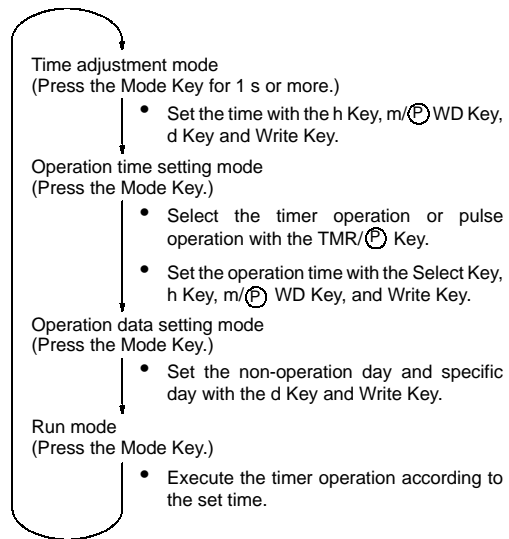 Time adjustment mode
(Press the Mode Key for 1 s or more.)
• Set the time with the h Key, m/Ⓟ WD Key,
d Key and Write Key.
Operation time setting mode
(Press the Mode Key.)
• Select the timer operation or pulse
operation with the TMR/Ⓟ Key.
• Set the operation time with the Select Key,
h Key, m/Ⓟ WD Key, and Write Key.
Operation data setting mode
(Press the Mode Key.)
• Set the non-operation day and specific
day with the d Key and Write Key.
Run mode
(Press the Mode Key.)
• Execute the timer operation according to
the set time.